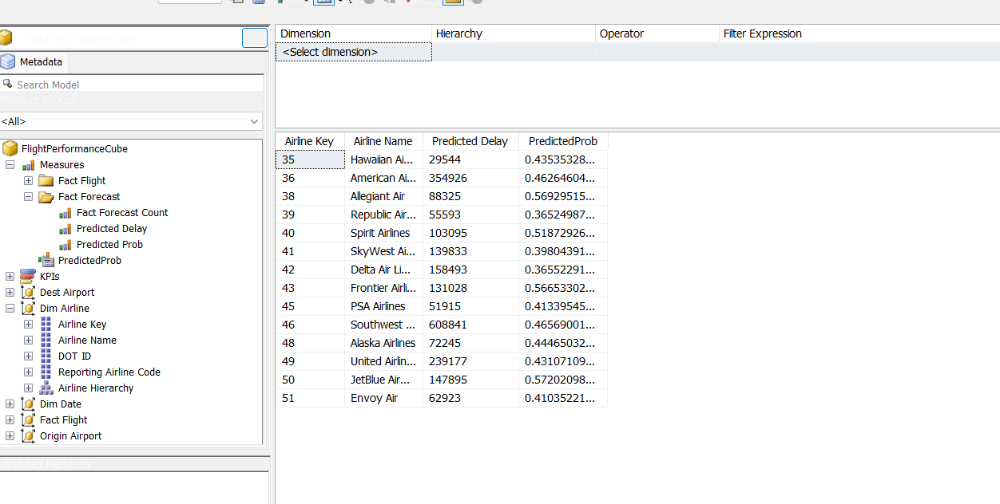 Dimension Hierarchy Operator Filter Expression
<Select dimension>
FlightPerformanceCube
...
Metadata
Search Model
Measure Group:
<All>
FlightPerformanceCube
Measures
Fact Flight
Fact Forecast
Fact Forecast Count
Predicted Delay
Predicted Prob
PredictedProb
KPIs
Dest Airport
Dim Airline
Airline Key
Airline Name
DOT ID
Reporting Airline Code
Airline Hierarchy
Dim Date
Fact Flight
Origin Airport
Calculated Members
Airline Key Airline Name Predicted Delay PredictedProb
35 Hawaiian Ai... 29544 0.43535328...
36 American Ai... 354926 0.46264604...
38 Allegiant Air 88325 0.56929515...
39 Republic Air... 55593 0.36524987...
40 Spirit Airlines 103095 0.51872926...
41 SkyWest Ai... 139833 0.39804391...
42 Delta Air Li... 158493 0.36552291...
43 Frontier Airli... 131028 0.56653302...
45 PSA Airlines 51915 0.41339545...
46 Southwest ... 608841 0.46569001...
48 Alaska Airlines 72245 0.44465032...
49 United Airlin... 239177 0.43107109...
50 JetBlue Air... 147895 0.57202098...
51 Envoy Air 62923 0.41035221...